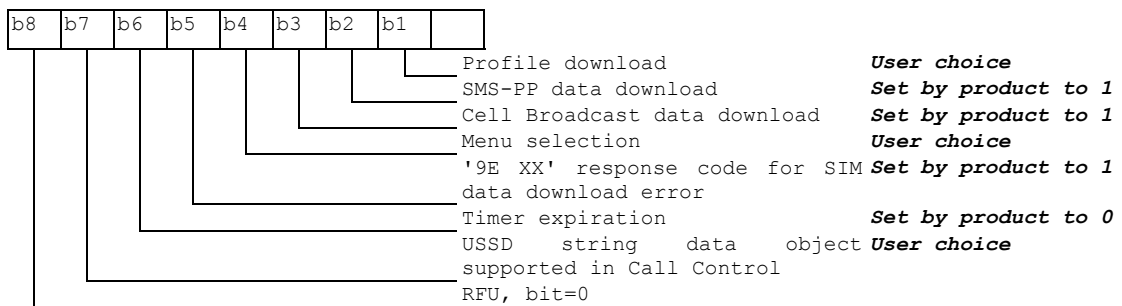 b8 b7 b6 b5 b4 b3 b2 b1
Profile download User choice
SMS-PP data download Set by product to 1
Cell Broadcast data download Set by product to 1
Menu selection User choice
'9E XX' response code for SIM Set by product to 1
data download error
Timer expiration Set by product to 0
USSD string data object User choice
supported in Call Control
RFU, bit=0